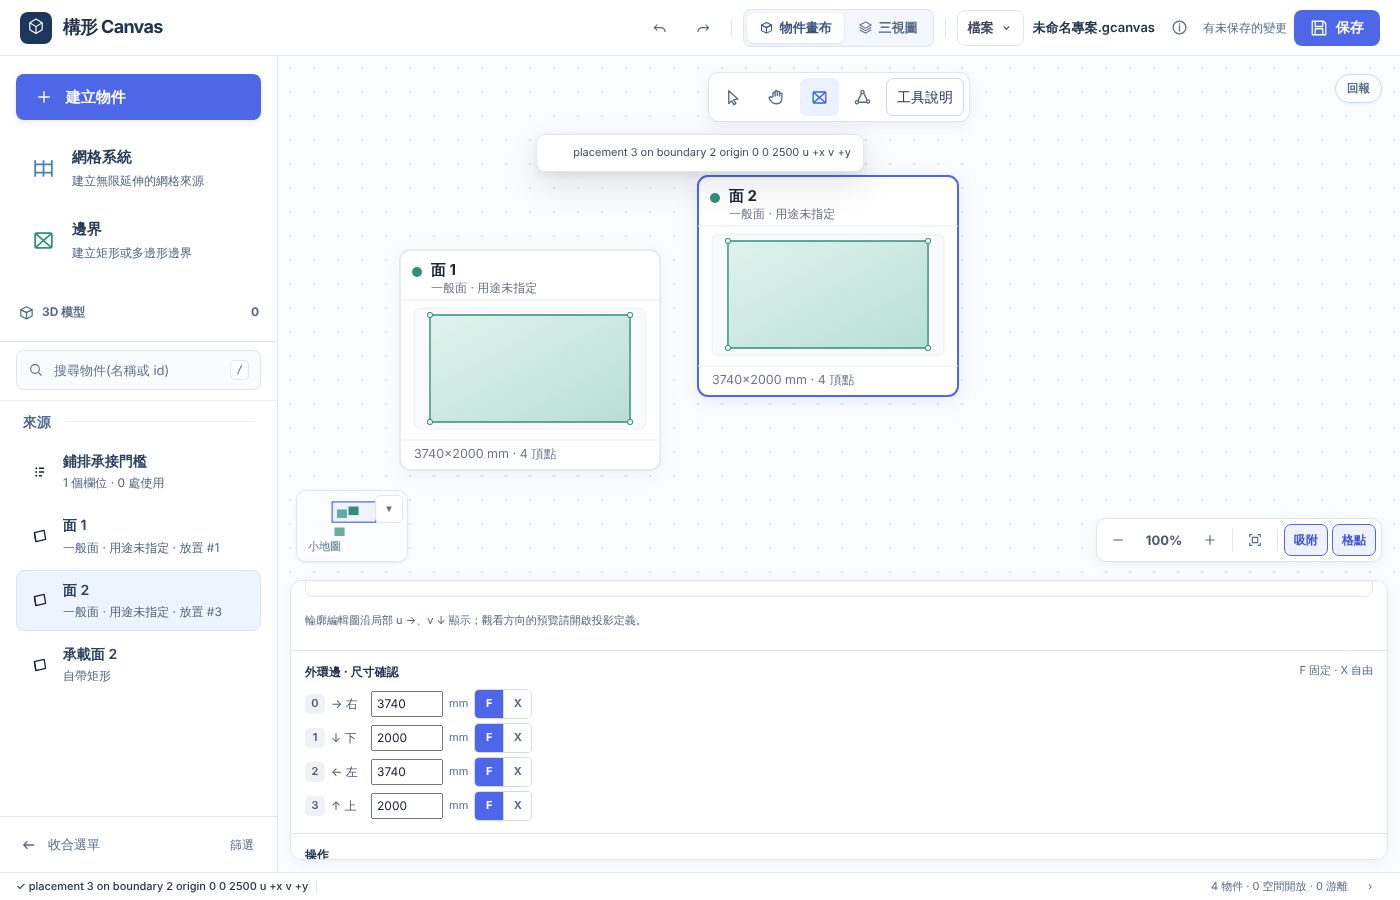 構形 Canvas
物件畫布
三視圖
檔案
未命名專案.gcanvas
有未保存的變更
保存
建立物件
網格系統
建立無限延伸的網格來源
邊界
建立矩形或多邊形邊界
3D 模型
0
搜尋物件(名稱或 id)
/
來源
鋪排承接門檻
1 個欄位 · 0 處使用
面 1
一般面 · 用途未指定 · 放置 #1
面 2
一般面 · 用途未指定 · 放置 #3
承載面 2
自帶矩形
收合選單
篩選
工具說明
回報
placement 3 on boundary 2 origin 0 0 2500 u +x v +y
面 1
一般面 · 用途未指定
3740×2000 mm · 4 頂點
面 2
一般面 · 用途未指定
3740×2000 mm · 4 頂點
小地圖
▼
− 100% +
吸附
格點
輪廓編輯圖沿局部 u →、v ↓ 顯示；觀看方向的預覽請開啟投影定義。
外環邊 · 尺寸確認
F 固定 · X 自由
0 → 右 3740 mm F X
1 ↓ 下 2000 mm F X
2 ← 左 3740 mm F X
3 ↑ 上 2000 mm F X
操作
✓ placement 3 on boundary 2 origin 0 0 2500 u +x v +y
4 物件 · 0 空間開放 · 0 游離 ›